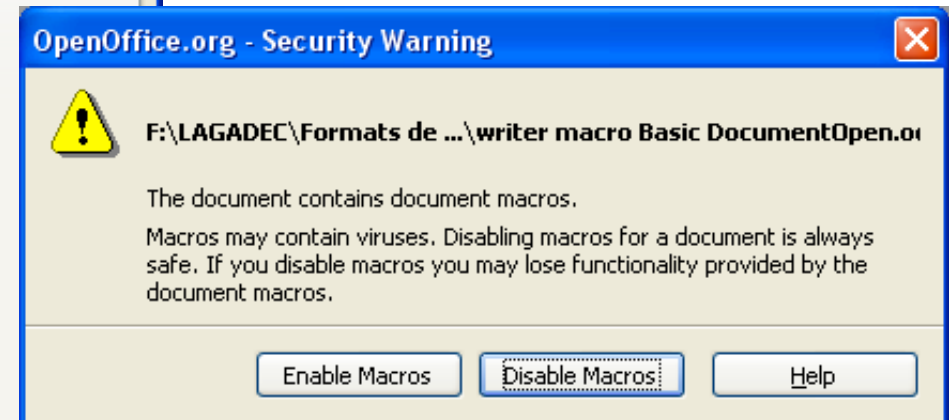 OpenOffice.org - Security Warning
F:\LAGADEC\Formats de ...\writer macro Basic DocumentOpen.o
The document contains document macros.
Macros may contain viruses. Disabling macros for a document is always
safe. If you disable macros you may lose functionality provided by the
document macros.
Enable Macros
Disable Macros
Help